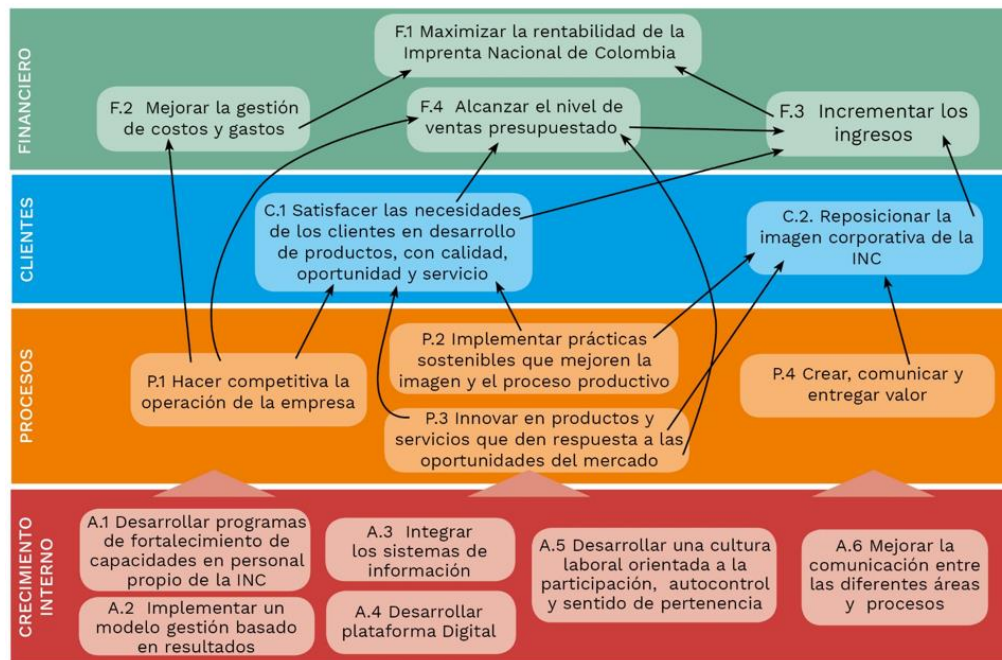 FINANCIERO
F.1 Maximizar la rentabilidad de la
Imprenta Nacional de Colombia
F.2 Mejorar la gestión
de costos y gastos
F.4 Alcanzar el nivel de
ventas presupuestado
F.3 Incrementar los
ingresos
CLIENTES
C.1 Satisfacer las necesidades
de los clientes en desarrollo
de productos, con calidad,
oportunidad y servicio
C.2. Reposicionar la
imagen corporativa de la
INC
PROCESOS
P.1 Hacer competitiva la
operación de la empresa
P.2 Implementar prácticas
sostenibles que mejoren la
imagen y el proceso productivo
P.3 Innovar en productos y
servicios que den respuesta a las
oportunidades del mercado
P.4 Crear, comunicar y
entregar valor
CRECIMIENTO
INTERNO
A.1 Desarrollar programas
de fortalecimiento de
capacidades en personal
propio de la INC
A.2 Implementar un
modelo gestión basado
en resultados
A.3 Integrar
los sistemas de
información
A.4 Desarrollar
plataforma Digital
A.5 Desarrollar una cultura
laboral orientada a la
participación, autocontrol
y sentido de pertenencia
A.6 Mejorar la
comunicación entre
las diferentes áreas
y procesos